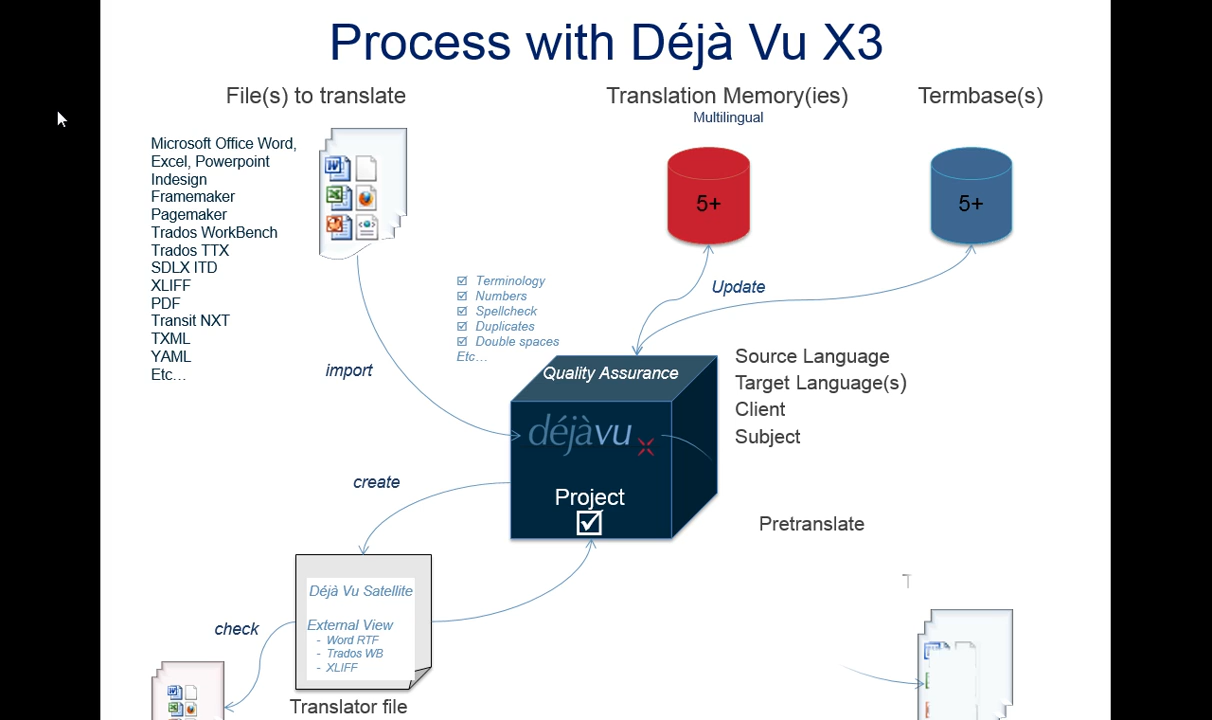 Process with Déjà Vu X3
File(s) to translate
Translation Memory(ies)
Multilingual
Termbase(s)
Microsoft Office Word,
Excel, Powerpoint
Indesign
Framemaker
Pagemaker
Trados WorkBench
Trados TTX
SDLX ITD
XLIFF
PDF
Transit NXT
TXML
YAML
Etc...
5+
5+
Update
Terminology
Numbers
Spellcheck
Duplicates
Double spaces
Etc...
import
Quality Assurance
déjàvu
Project
Source Language
Target Language(s)
Client
Subject
create
Pretranslate
T
Déjà Vu Satellite
External View
- Word RTF
- Trados WB
- XLIFF
check
Translator file